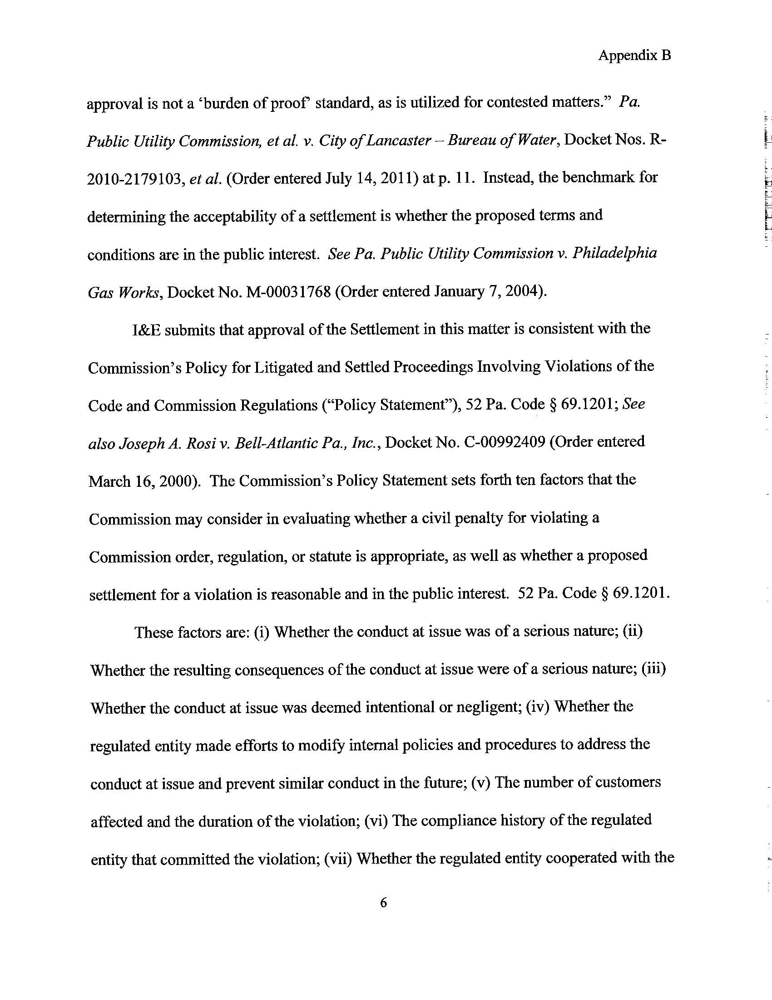 Appendix B
approval is not a ‘burden of proof’ standard, as is utilized for contested matters.” Pa.
Public Utility Commission, et al. v. City of Lancaster – Bureau of Water, Docket Nos. R-
2010-2179103, et al. (Order entered July 14, 2011) at p. 11. Instead, the benchmark for
determining the acceptability of a settlement is whether the proposed terms and
conditions are in the public interest. See Pa. Public Utility Commission v. Philadelphia
Gas Works, Docket No. M-00031768 (Order entered January 7, 2004).
I&E submits that approval of the Settlement in this matter is consistent with the
Commission’s Policy for Litigated and Settled Proceedings Involving Violations of the
Code and Commission Regulations (“Policy Statement”), 52 Pa. Code § 69.1201; See
also Joseph A. Rosi v. Bell-Atlantic Pa., Inc., Docket No. C-00992409 (Order entered
March 16, 2000). The Commission’s Policy Statement sets forth ten factors that the
Commission may consider in evaluating whether a civil penalty for violating a
Commission order, regulation, or statute is appropriate, as well as whether a proposed
settlement for a violation is reasonable and in the public interest. 52 Pa. Code § 69.1201.
These factors are: (i) Whether the conduct at issue was of a serious nature; (ii)
Whether the resulting consequences of the conduct at issue were of a serious nature; (iii)
Whether the conduct at issue was deemed intentional or negligent; (iv) Whether the
regulated entity made efforts to modify internal policies and procedures to address the
conduct at issue and prevent similar conduct in the future; (v) The number of customers
affected and the duration of the violation; (vi) The compliance history of the regulated
entity that committed the violation; (vii) Whether the regulated entity cooperated with the
6